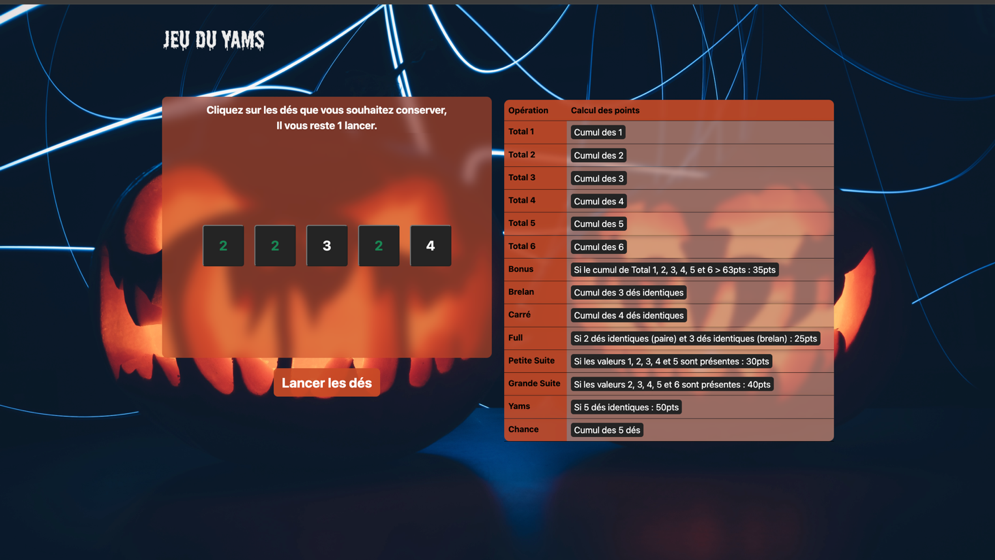 JEU DU YAMS
Cliquez sur les dés que vous souhaitez conserver,
Il vous reste 1 lancer.
2 2 3 2 4
Lancer les dés
Opération Calcul des points
Total 1 Cumul des 1
Total 2 Cumul des 2
Total 3 Cumul des 3
Total 4 Cumul des 4
Total 5 Cumul des 5
Total 6 Cumul des 6
Bonus Si le cumul de Total 1, 2, 3, 4, 5 et 6 > 63pts : 35pts
Brelan Cumul des 3 dés identiques
Carré Cumul des 4 dés identiques
Full Si 2 dés identiques (paire) et 3 dés identiques (brelan) : 25pts
Petite Suite Si les valeurs 1, 2, 3, 4 et 5 sont présentes : 30pts
Grande Suite Si les valeurs 2, 3, 4, 5 et 6 sont présentes : 40pts
Yams Si 5 dés identiques : 50pts
Chance Cumul des 5 dés